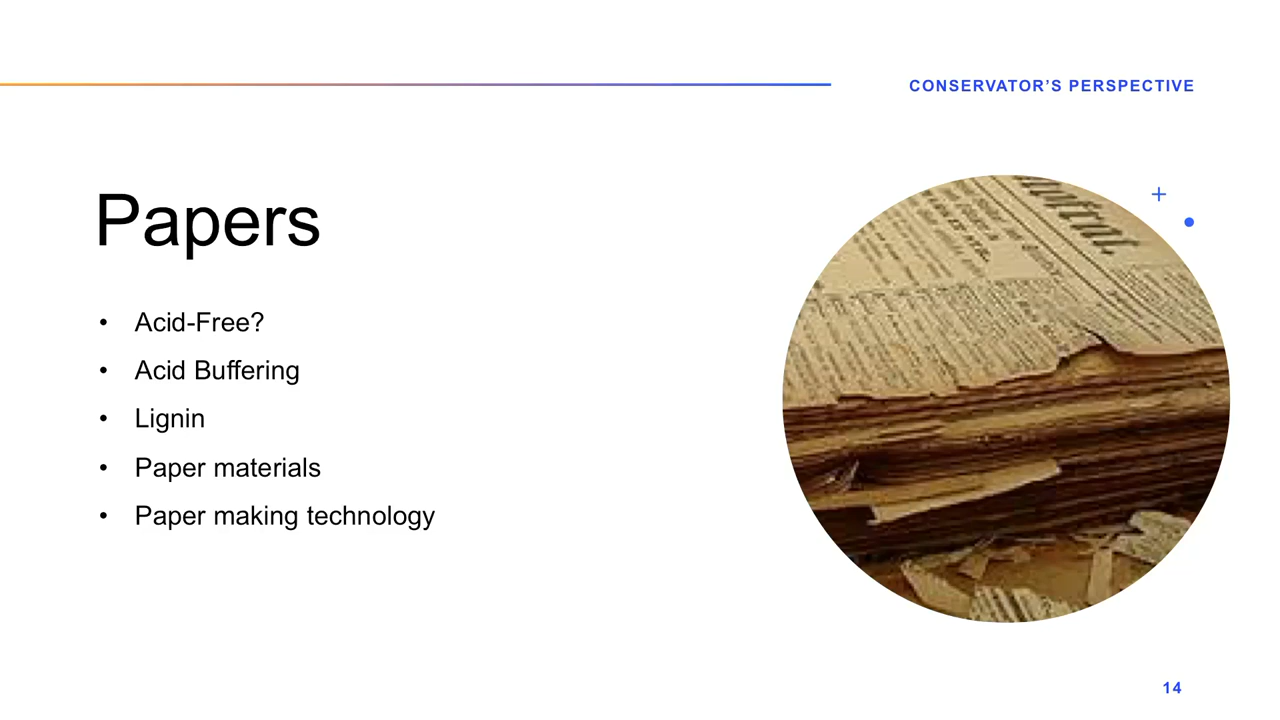 CONSERVATOR’S PERSPECTIVE
Papers
• Acid-Free?
• Acid Buffering
• Lignin
• Paper materials
• Paper making technology
14